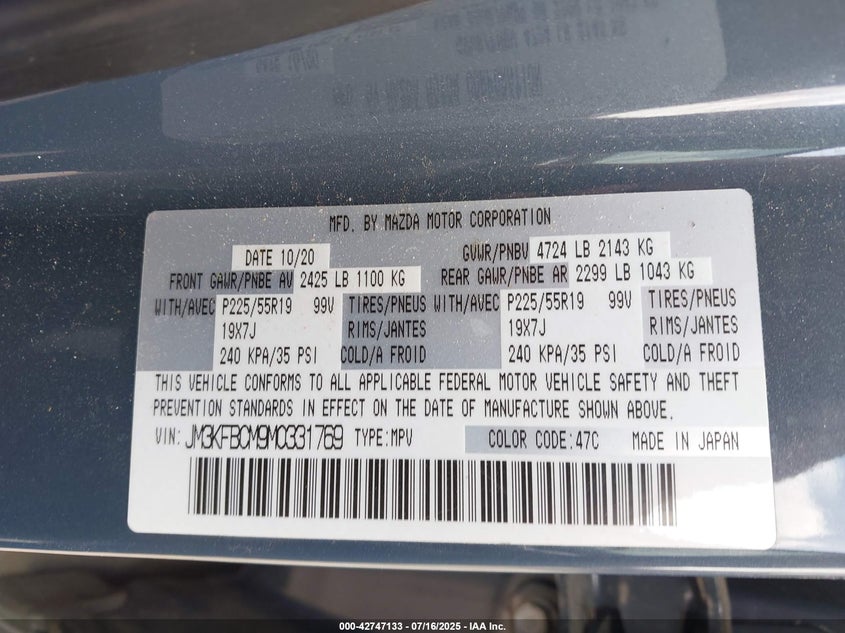 MFD. BY MAZDA MOTOR CORPORATION
DATE 10/20 GVWR/PNBV 4724 LB 2143 KG
FRONT GAWR/PNBE AV 2425 LB 1100 KG REAR GAWR/PNBE AR 2299 LB 1043 KG
WITH/AVEC P225/55R19 99V TIRES/PNEUS WITH/AVEC P225/55R19 99V TIRES/PNEUS
19X7J RIMS/JANTES 19X7J RIMS/JANTES
240 KPA/35 PSI COLD/A FROID 240 KPA/35 PSI COLD/A FROID
THIS VEHICLE CONFORMS TO ALL APPLICABLE FEDERAL MOTOR VEHICLE SAFETY AND THEFT
PREVENTION STANDARDS IN EFFECT ON THE DATE OF MANUFACTURE SHOWN ABOVE.
VIN: JM3KFBCM9M0331769 TYPE:MPV COLOR CODE:47C MADE IN JAPAN
000-42747133 - 07/16/2025 - IAA Inc.